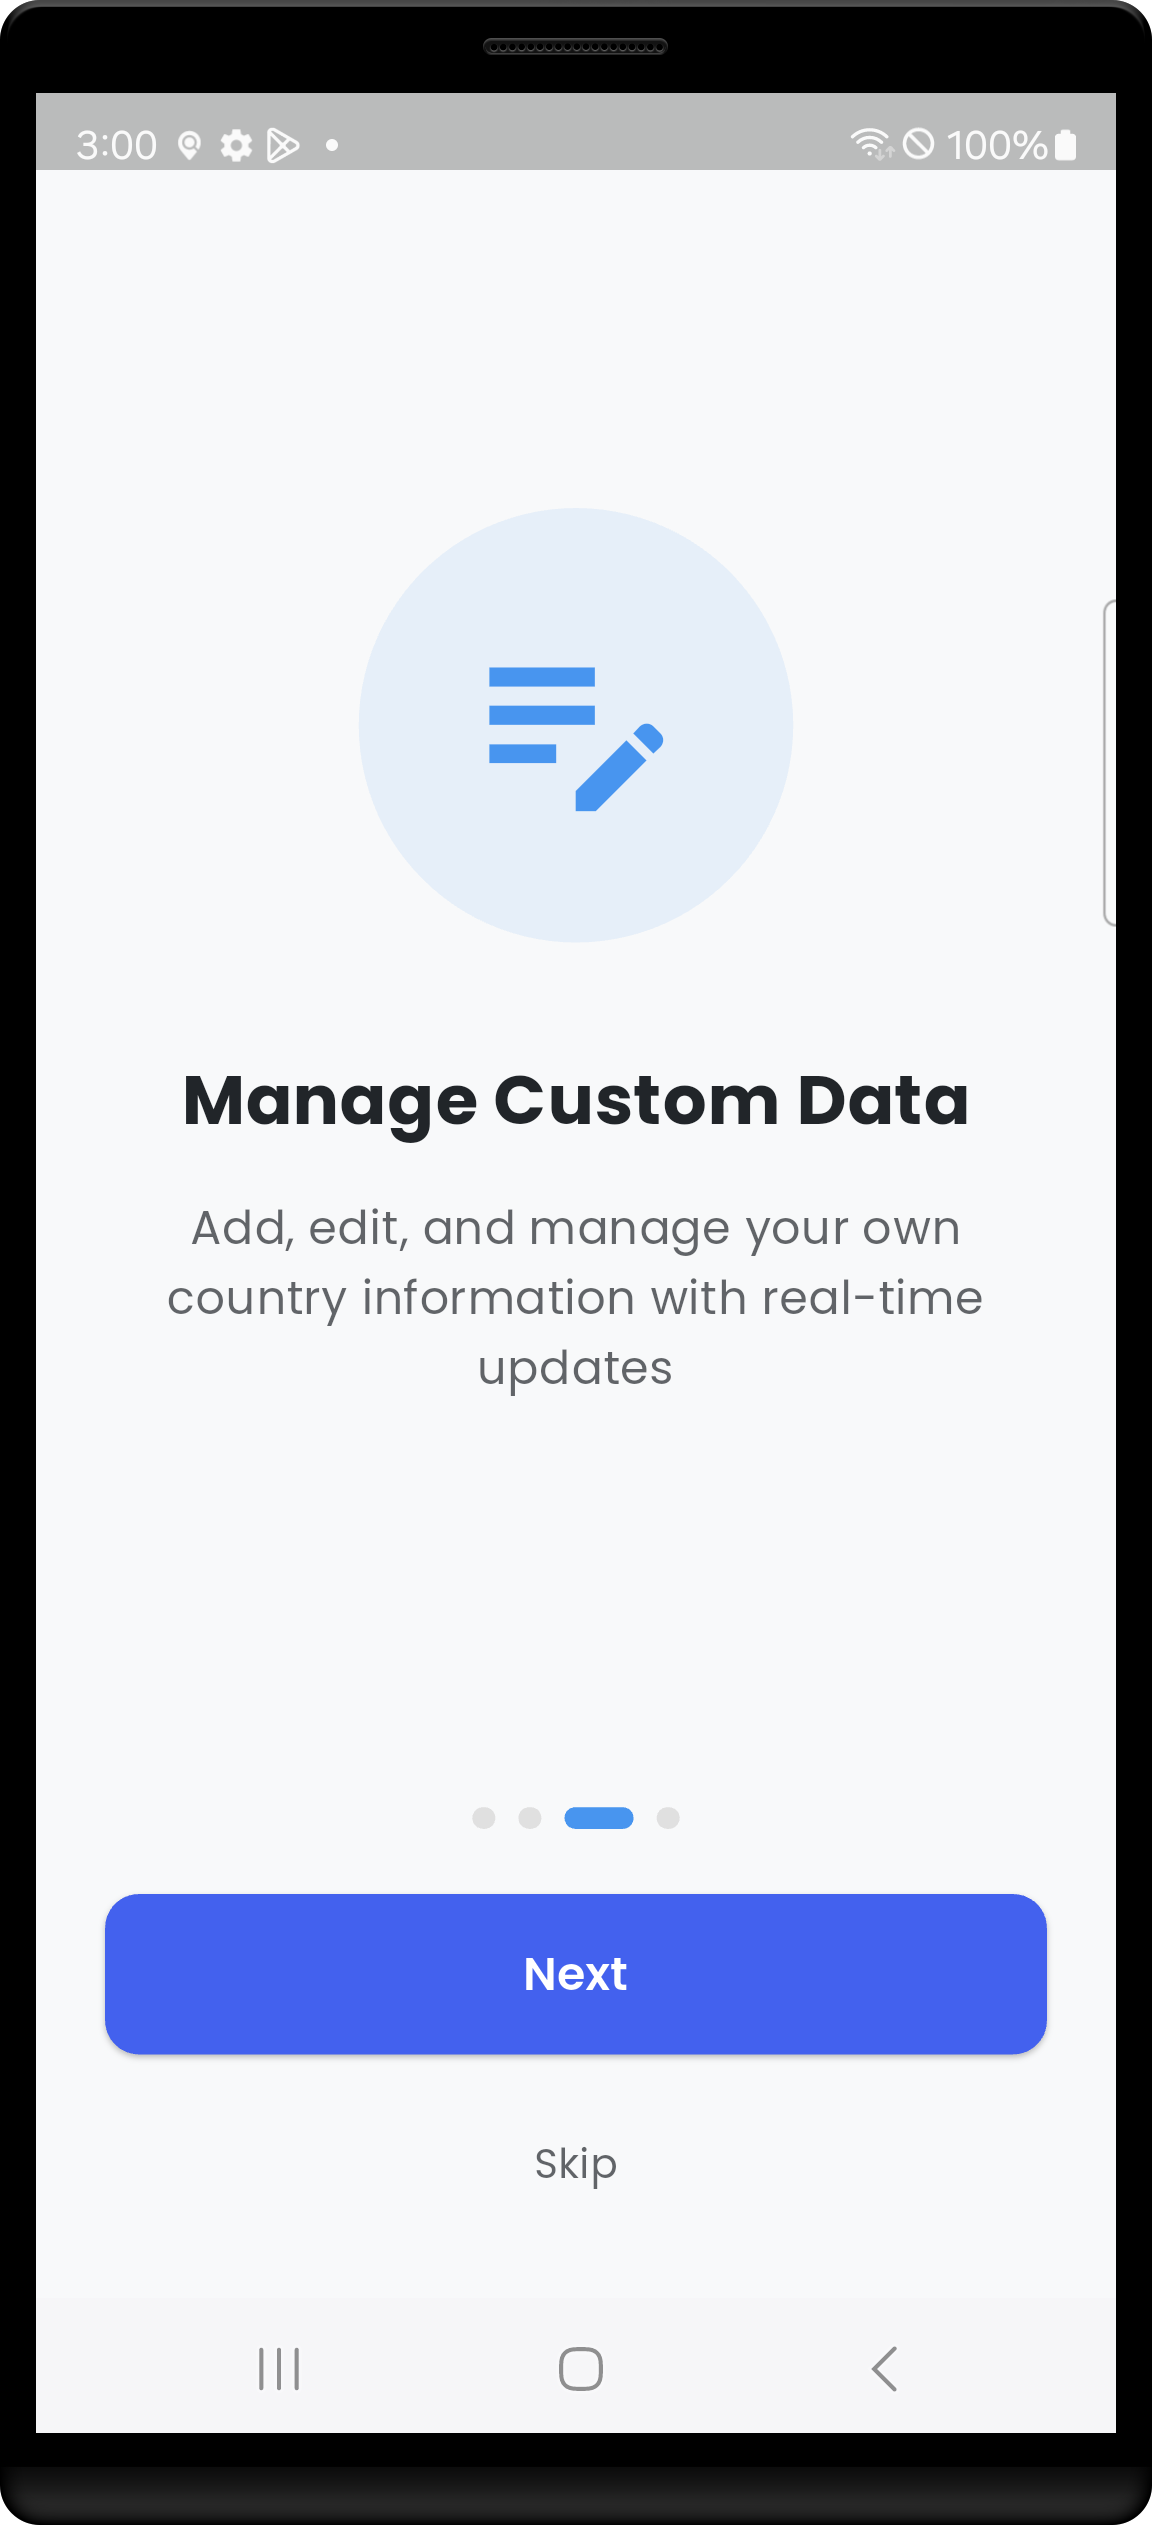 3:00 100%
Manage Custom Data
Add, edit, and manage your own
country information with real-time
updates
Next
Skip